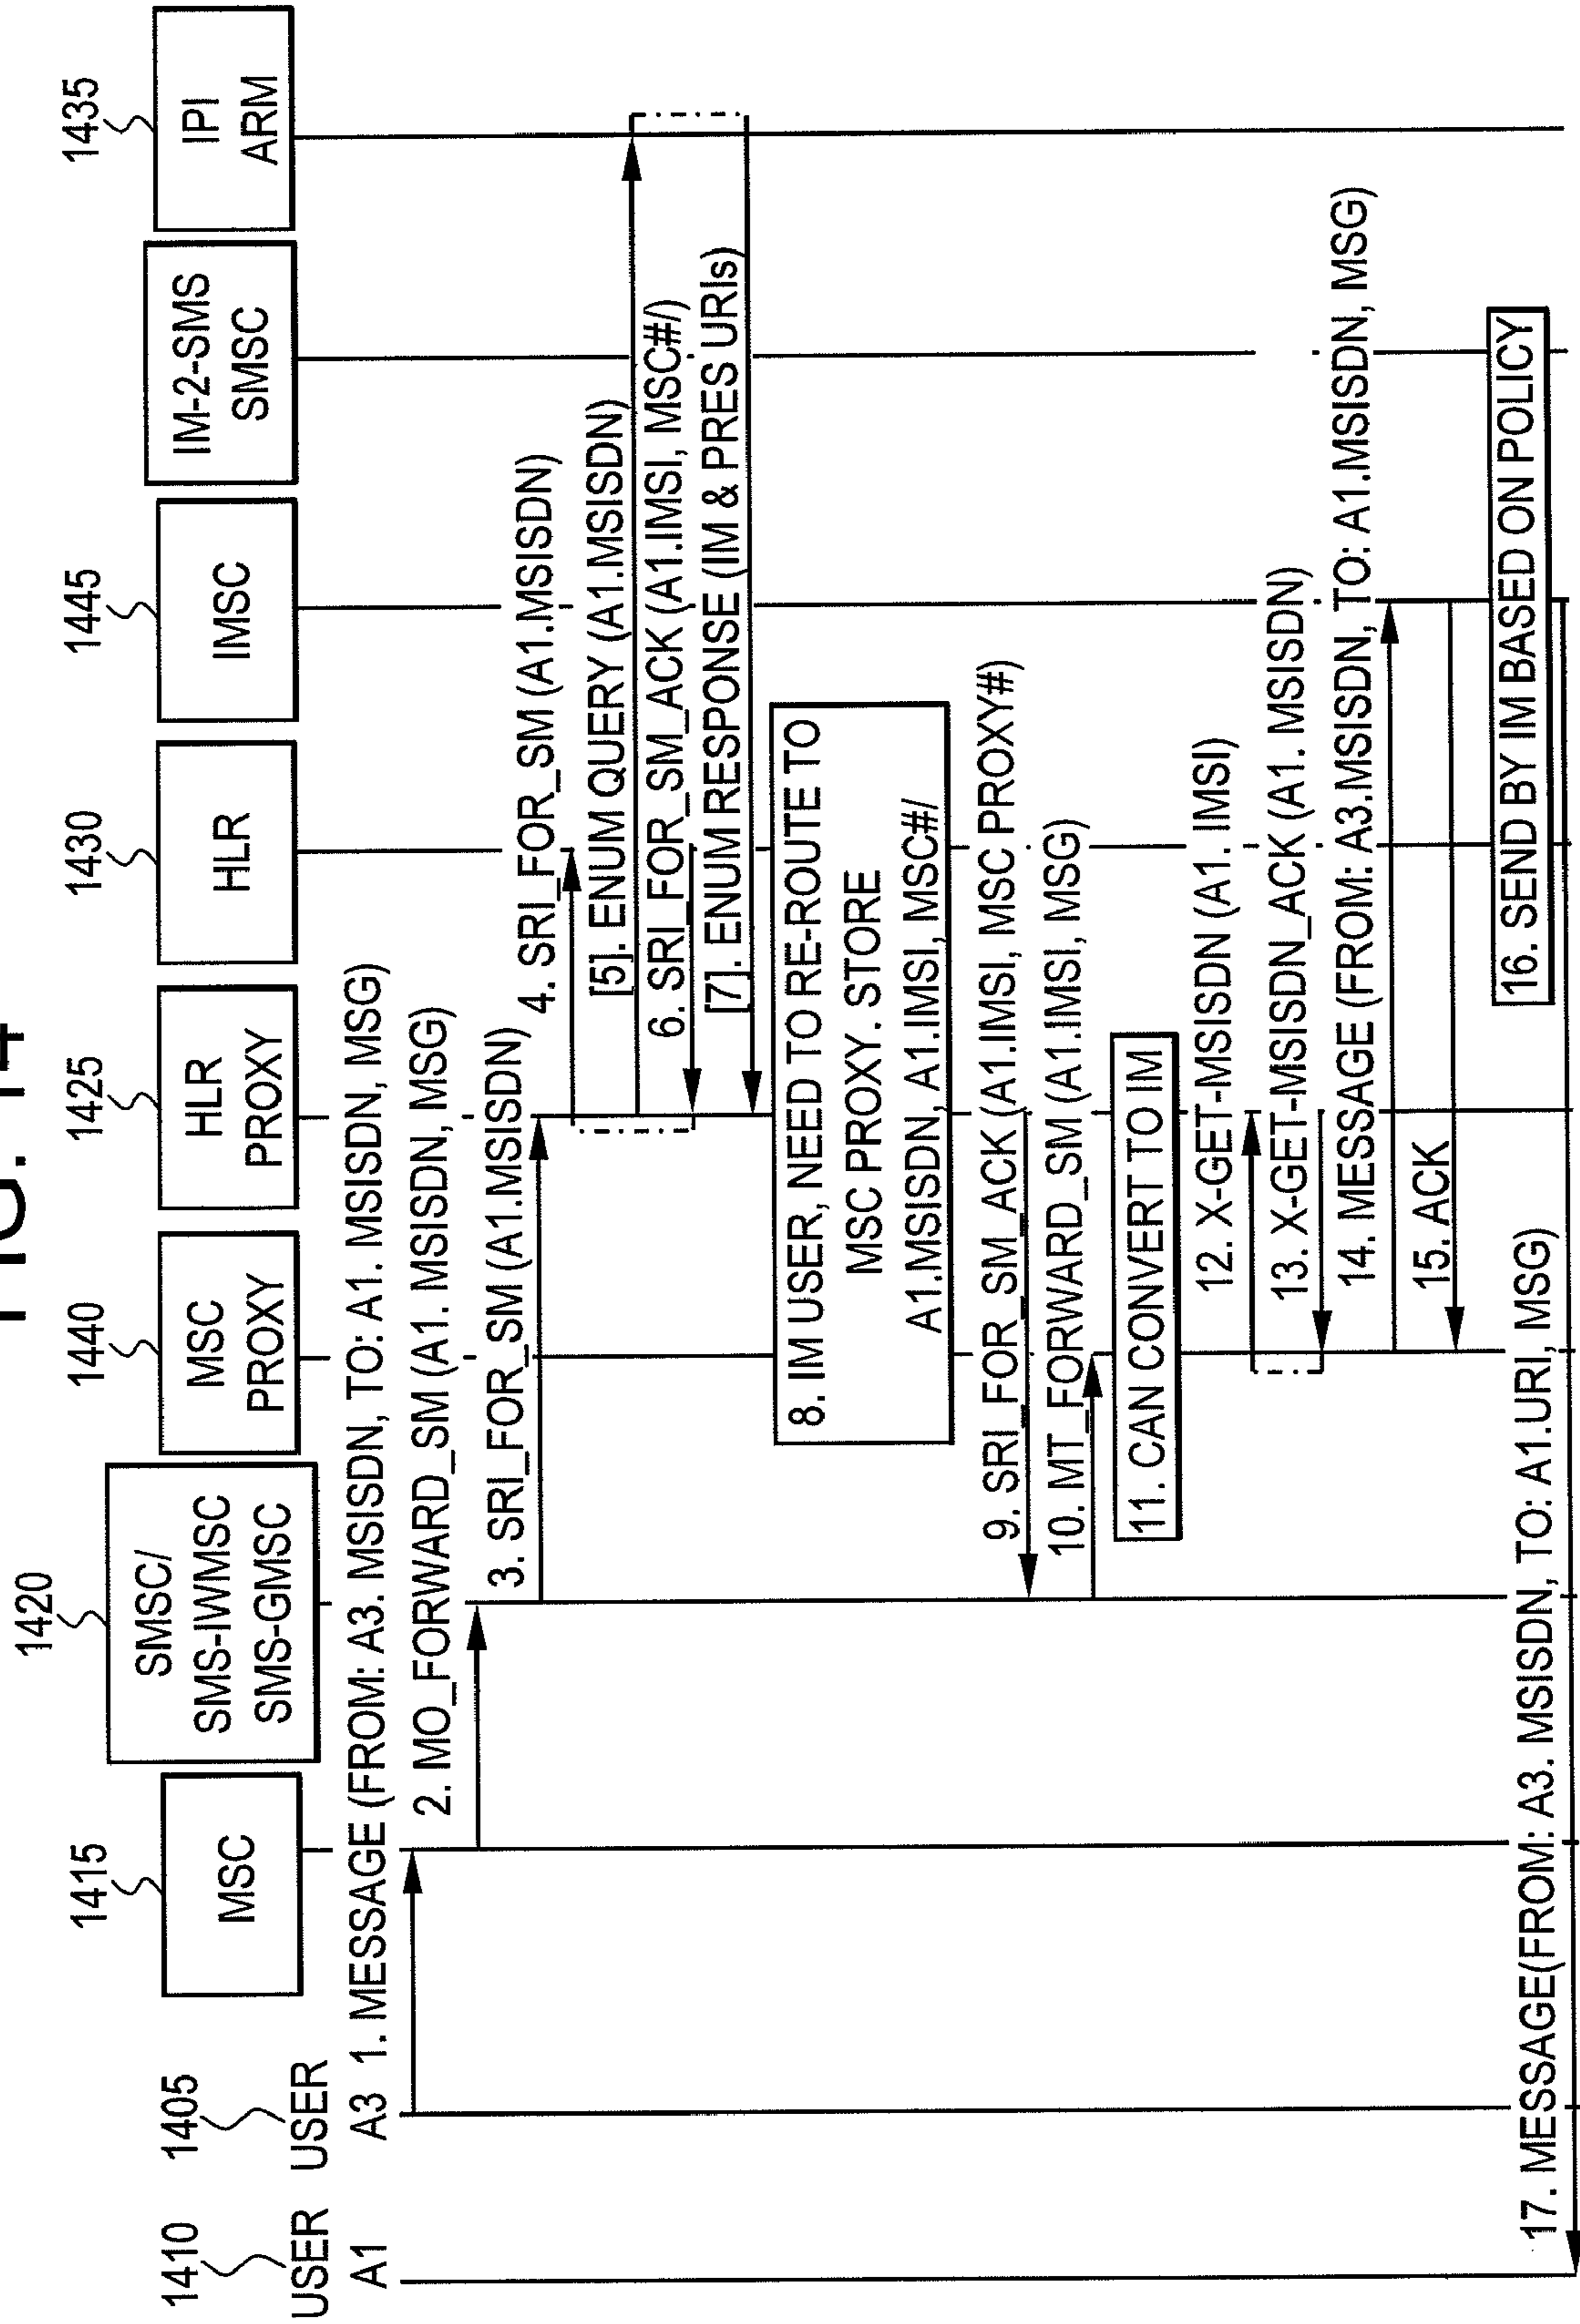 FIG. 14
1410
USER
A1
1405
USER
A3
1415
MSC
1420
SMSC/
SMS-IWMSC
SMS-GMSC
1440
MSC
PROXY
1425
HLR
PROXY
1430
HLR
1445
IMSC
IM-2-SMS
SMSC
1435
IPI
ARM
1. MESSAGE (FROM: A3. MSISDN, TO: A1. MSISDN, MSG)
2. MO_FORWARD_SM (A1. MSISDN, MSG)
3. SRI_FOR_SM (A1.MSISDN)
4. SRI_FOR_SM (A1.MSISDN)
[5]. ENUM QUERY (A1.MSISDN)
6. SRI_FOR_SM_ACK (A1.IMSI, MSC#/)
[7]. ENUM RESPONSE (IM & PRES URIs)
8. IM USER, NEED TO RE-ROUTE TO
MSC PROXY. STORE
A1.MSISDN, A1.IMSI, MSC#/
9. SRI_FOR_SM_ACK (A1.IMSI, MSC PROXY#)
10. MT_FORWARD_SM (A1.IMSI, MSG)
11. CAN CONVERT TO IM
12. X-GET-MSISDN (A1. IMSI)
13. X-GET-MSISDN_ACK (A1. MSISDN)
14. MESSAGE (FROM: A3.MSISDN, TO: A1.MSISDN, MSG)
15. ACK
16. SEND BY IM BASED ON POLICY
17. MESSAGE(FROM: A3. MSISDN, TO: A1.URI, MSG)